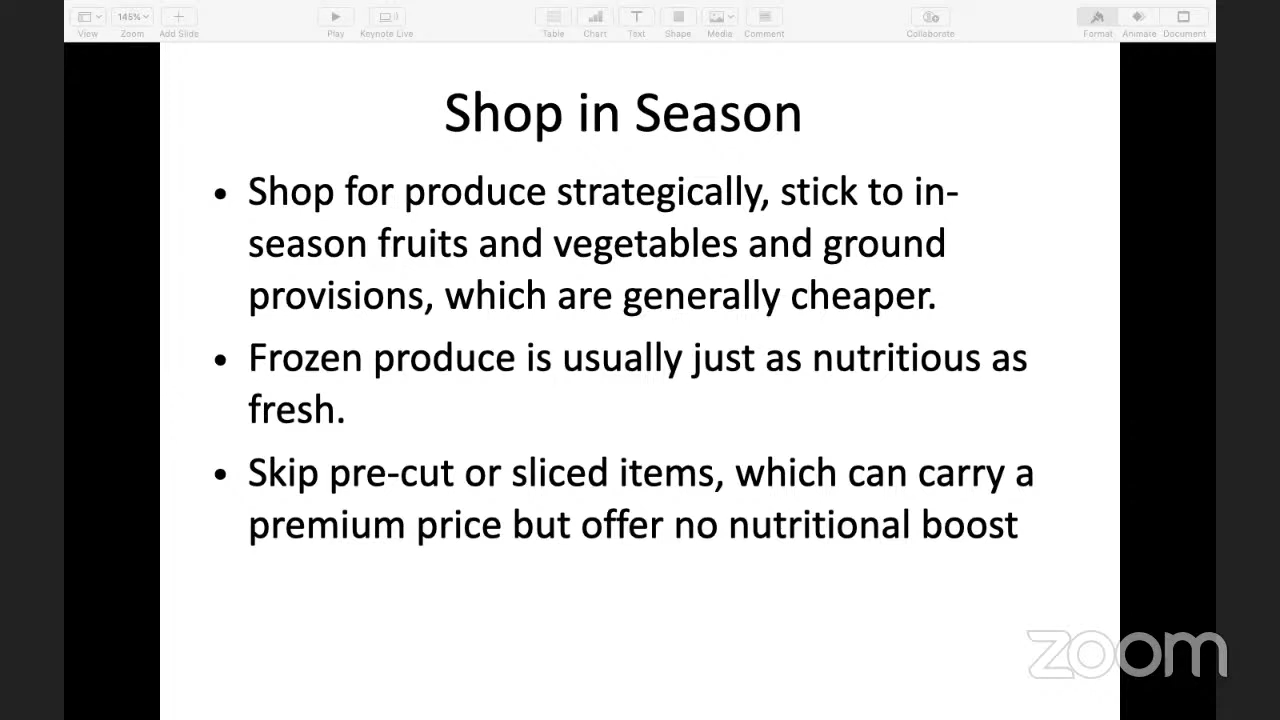 145%
View Zoom Add Slide Play Keynote Live Table Chart Text Shape Media Comment Collaborate Format Animate Document
Shop in Season
• Shop for produce strategically, stick to in-
season fruits and vegetables and ground
provisions, which are generally cheaper.
• Frozen produce is usually just as nutritious as
fresh.
• Skip pre-cut or sliced items, which can carry a
premium price but offer no nutritional boost
zoom